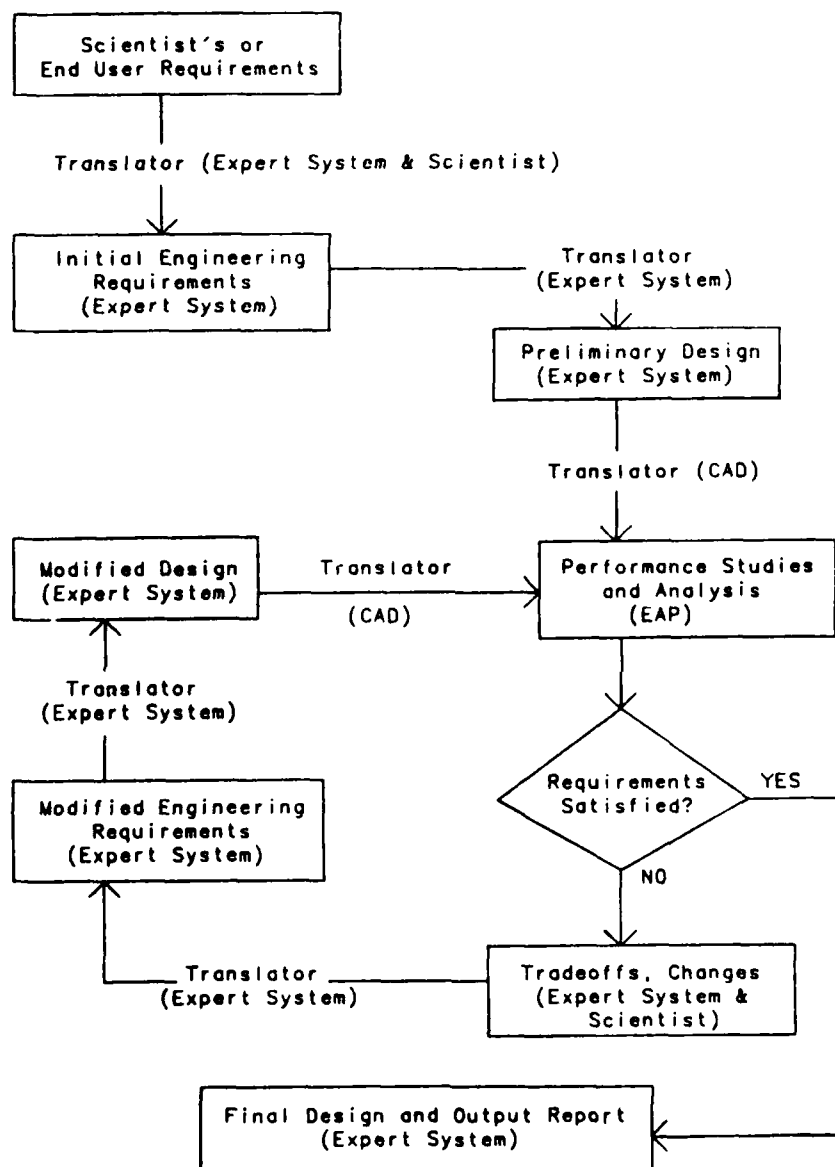 Scientist's or
End User Requirements
Translator (Expert System & Scientist)
Initial Engineering
Requirements
(Expert System)
Translator
(Expert System)
Preliminary Design
(Expert System)
Translator (CAD)
Modified Design
(Expert System)
Translator
(CAD)
Performance Studies
and Analysis
(EAP)
Translator
(Expert System)
Requirements
Satisfied?
YES
Modified Engineering
Requirements
(Expert System)
NO
Translator
(Expert System)
Tradeoffs, Changes
(Expert System &
Scientist)
Final Design and Output Report
(Expert System)